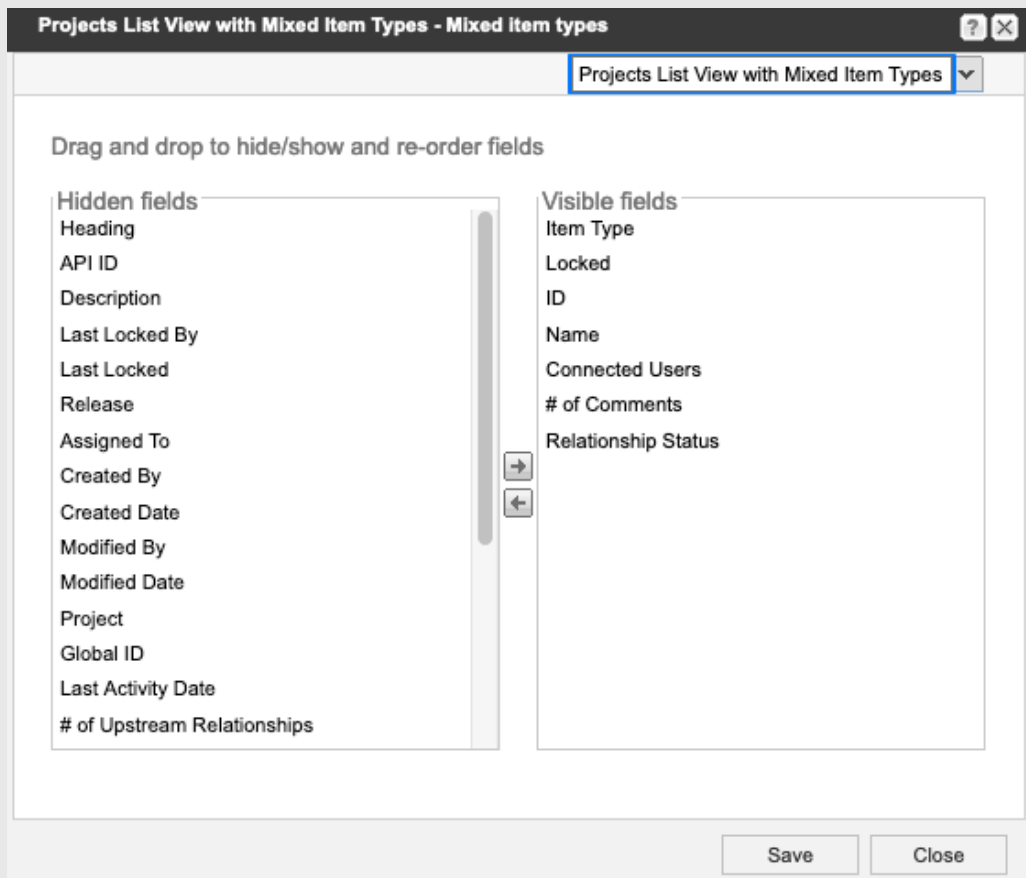 Projects List View with Mixed Item Types - Mixed item types
?
Projects List View with Mixed Item Types
Drag and drop to hide/show and re-order fields
Hidden fields
Heading
API ID
Description
Last Locked By
Last Locked
Release
Assigned To
Created By
Created Date
Modified By
Modified Date
Project
Global ID
Last Activity Date
# of Upstream Relationships
Visible fields
Item Type
Locked
ID
Name
Connected Users
# of Comments
Relationship Status
Save
Close